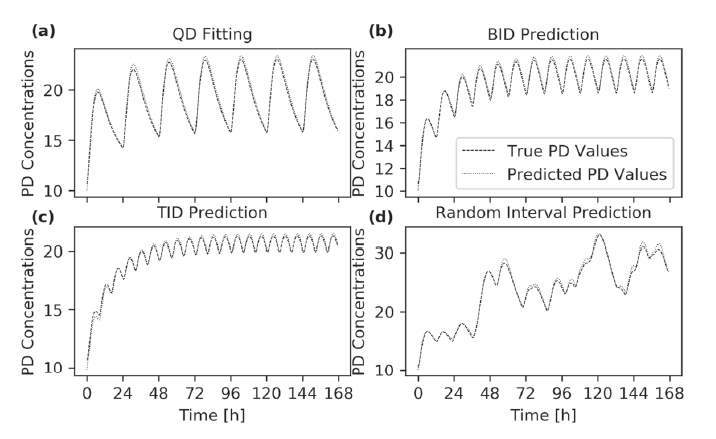 (a)
QD Fitting
PD Concentrations
20
15
10
(b)
BID Prediction
PD Concentrations
20
18
16
14
12
10
True PD Values
Predicted PD Values
(c)
TID Prediction
PD Concentrations
20
15
10
0 24 48 72 96 120 144 168
Time [h]
(d)
Random Interval Prediction
PD Concentrations
30
20
10
0 24 48 72 96 120 144 168
Time [h]